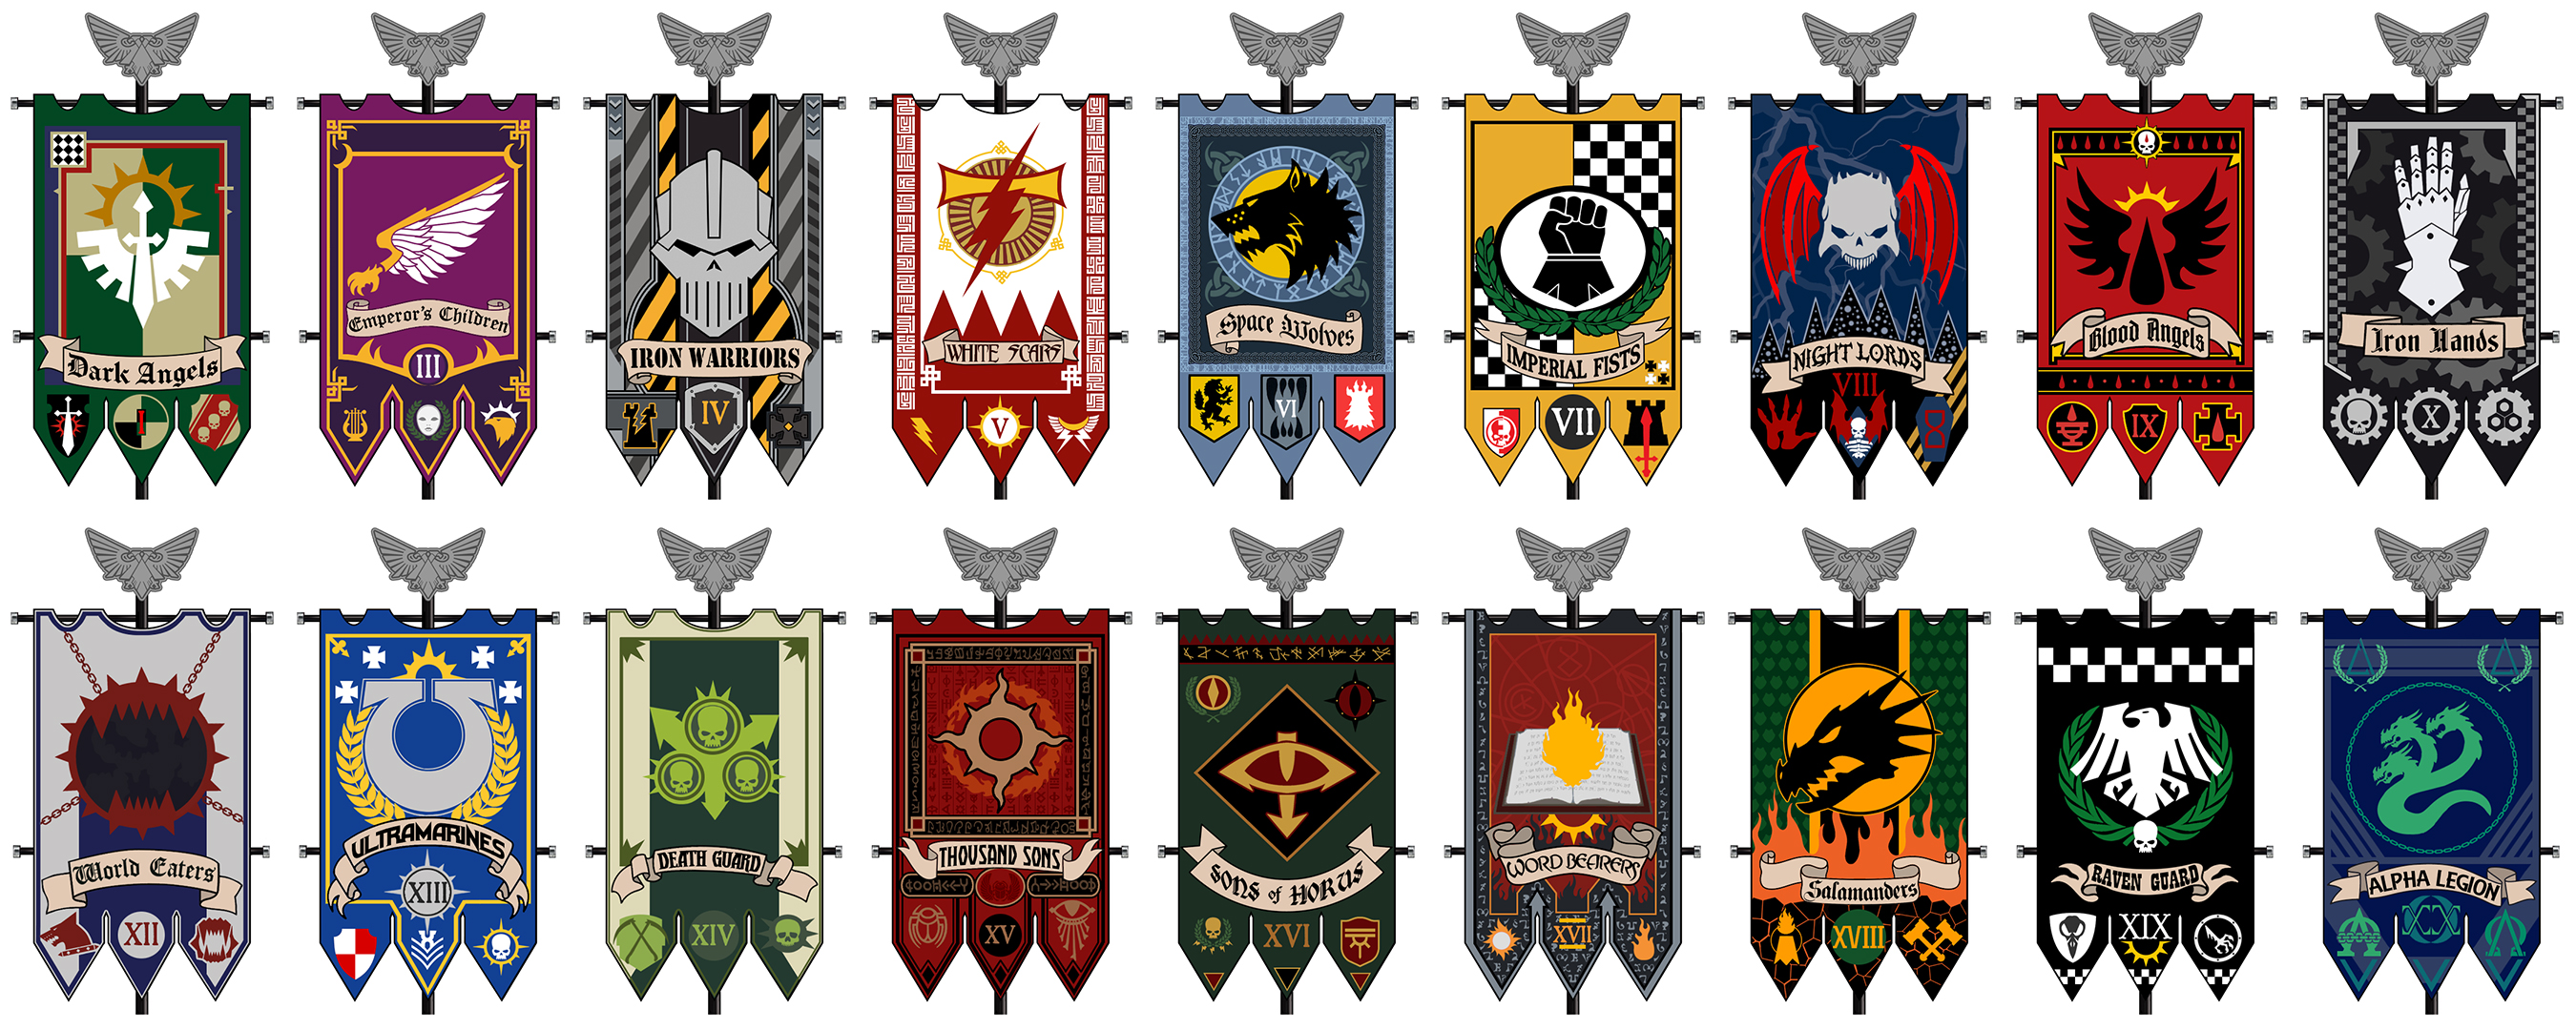 Dark Angels
I
Emperor's Children
III
IRON WARRIORS
IV
WHITE SCARS
V
Space Wolves
VI
IMPERIAL FISTS
VII
NIGHT LORDS
VIII
Blood Angels
IX
Iron Hands
X
World Eaters
XII
ULTRAMARINES
XIII
DEATH GUARD
XIV
THOUSAND SONS
XV
SONS of HORUS
XVI
WORD BEARERS
XVII
Salamanders
XVIII
RAVEN GUARD
XIX
ALPHA LEGION
XX